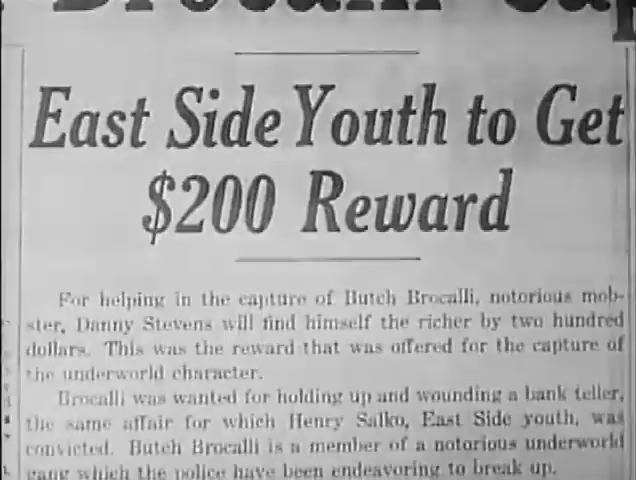 East Side Youth to Get
$200 Reward
For helping in the capture of Butch Brocalli, notorious mob-
ster, Danny Stevens will find himself the richer by two hundred
dollars. This was the reward that was offered for the capture of
the underworld character.
Brocalli was wanted for holding up and wounding a bank teller,
the same affair for which Henry Salko, East Side youth, was
convicted. Butch Brocalli is a member of a notorious underworld
gang which the police have been endeavoring to break up.